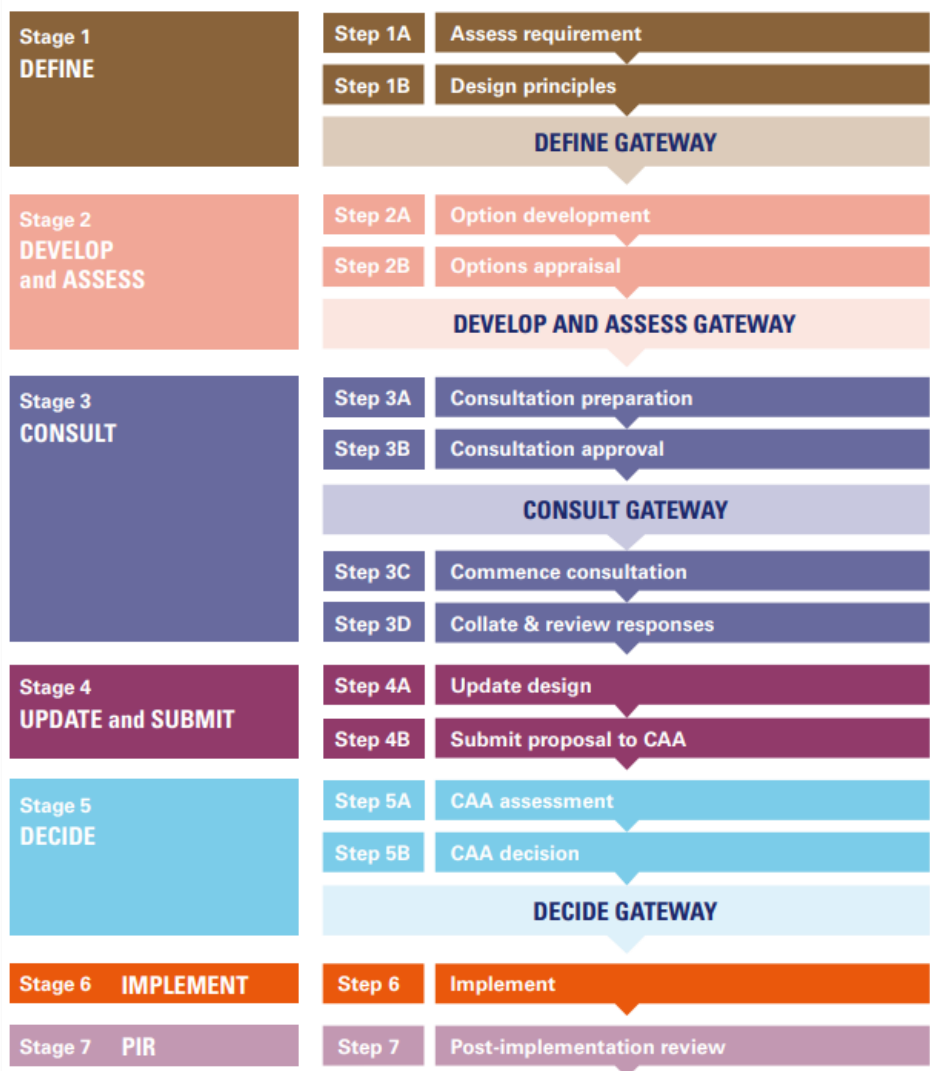 Stage 1
DEFINE
Step 1A
Assess requirement
Step 1B
Design principles
DEFINE GATEWAY
Stage 2
DEVELOP
and ASSESS
Step 2A
Option development
Step 2B
Options appraisal
DEVELOP AND ASSESS GATEWAY
Stage 3
CONSULT
Step 3A
Consultation preparation
Step 3B
Consultation approval
CONSULT GATEWAY
Step 3C
Commence consultation
Step 3D
Collate & review responses
Stage 4
UPDATE and SUBMIT
Step 4A
Update design
Step 4B
Submit proposal to CAA
Stage 5
DECIDE
Step 5A
CAA assessment
Step 5B
CAA decision
DECIDE GATEWAY
Stage 6 IMPLEMENT
Step 6
Implement
Stage 7 PIR
Step 7
Post-implementation review